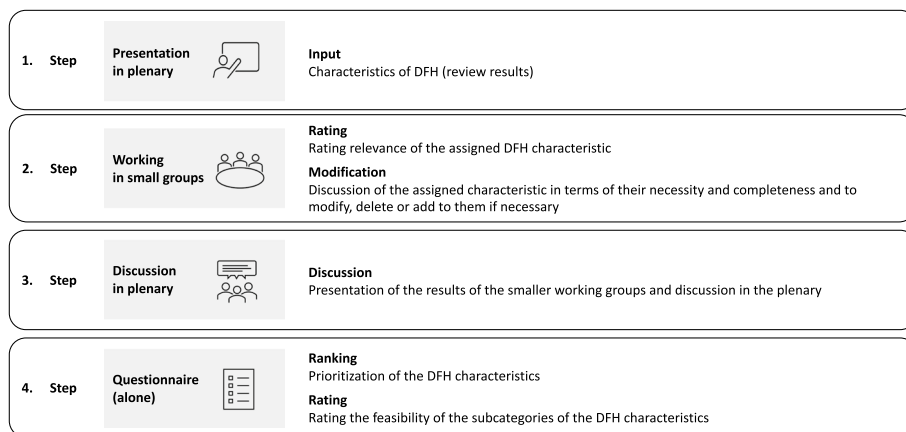 1. Step
Presentation
in plenary
Input
Characteristics of DFH (review results)
2. Step
Working
in small groups
Rating
Rating relevance of the assigned DFH characteristic
Modification
Discussion of the assigned characteristic in terms of their necessity and completeness and to
modify, delete or add to them if necessary
3. Step
Discussion
in plenary
Discussion
Presentation of the results of the smaller working groups and discussion in the plenary
4. Step
Questionnaire
(alone)
Ranking
Prioritization of the DFH characteristics
Rating
Rating the feasibility of the subcategories of the DFH characteristics